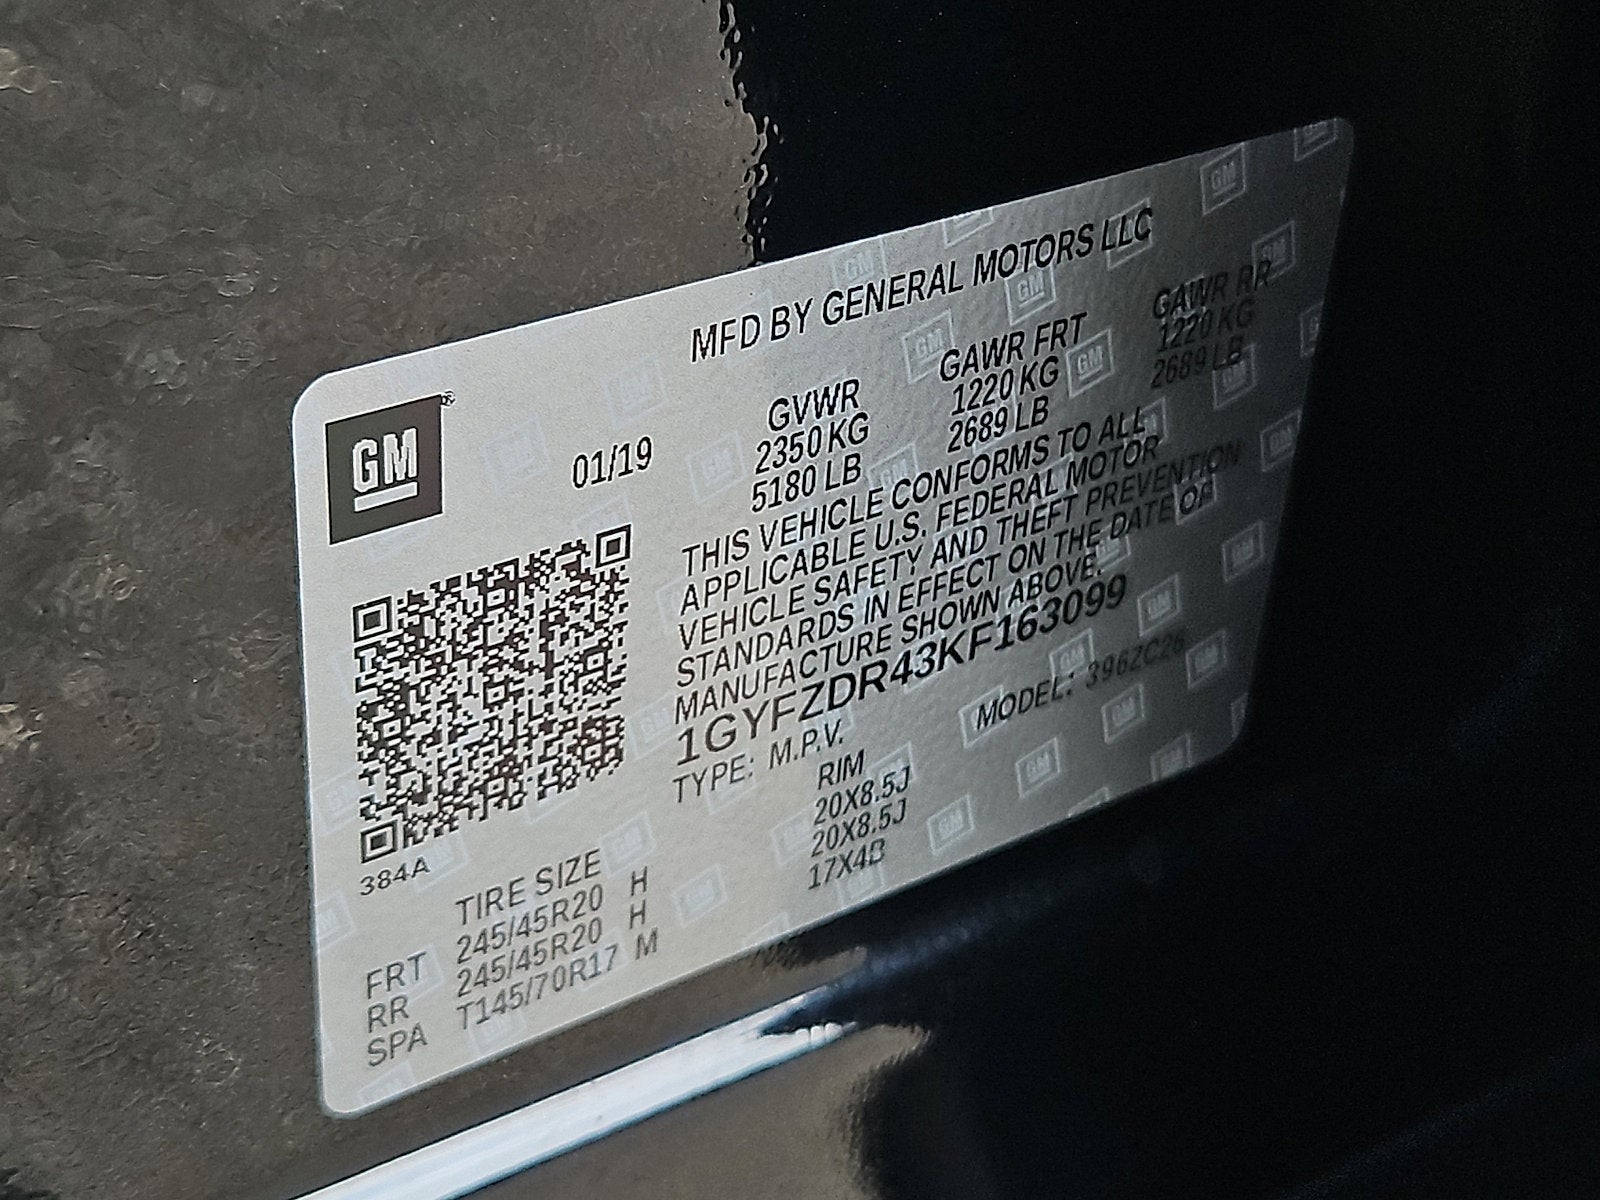 MFD BY GENERAL MOTORS LLC
GM
®
01/19
GVWR GAWR FRT GAWR RR
2350 KG 1220 KG 1220 KG
5180 LB 2689 LB 2689 LB
THIS VEHICLE CONFORMS TO ALL
APPLICABLE U.S. FEDERAL MOTOR
VEHICLE SAFETY AND THEFT PREVENTION
STANDARDS IN EFFECT ON THE DATE OF
MANUFACTURE SHOWN ABOVE.
1GYFZDR43KF163099
TYPE: M.P.V. MODEL: 396ZC26
384A
TIRE SIZE RIM
FRT 245/45R20 H 20X8.5J
RR 245/45R20 H 20X8.5J
SPA T145/70R17 M 17X4B